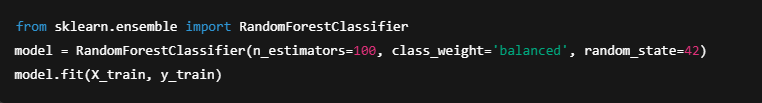 from sklearn.ensemble import RandomForestClassifier
model = RandomForestClassifier(n_estimators=100, class_weight='balanced', random_state=42)
model.fit(X_train, y_train)